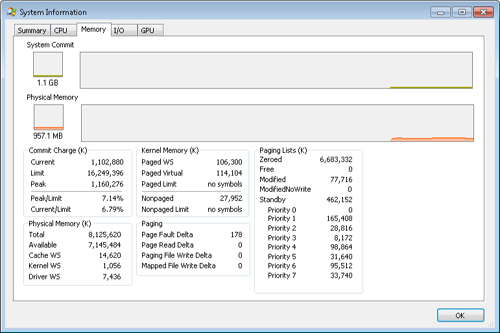 System Information
Summary CPU Memory I/O GPU
System Commit
1.1 GB
Physical Memory
957.1 MB
Commit Charge (K)
Current 1,102,880
Limit 16,249,396
Peak 1,160,276
Peak/Limit 7.14%
Current/Limit 6.79%
Physical Memory (K)
Total 8,125,620
Available 7,145,484
Cache WS 14,620
Kernel WS 1,056
Driver WS 7,436
Kernel Memory (K)
Paged WS 106,300
Paged Virtual 114,104
Paged Limit no symbols
Nonpaged 27,952
Nonpaged Limit no symbols
Paging
Page Fault Delta 178
Page Read Delta 0
Paging File Write Delta 0
Mapped File Write Delta 0
Paging Lists (K)
Zeroed 6,683,332
Free 0
Modified 77,716
ModifiedNoWrite 0
Standby 462,152
Priority 0 0
Priority 1 165,408
Priority 2 28,816
Priority 3 8,172
Priority 4 98,864
Priority 5 31,640
Priority 6 95,512
Priority 7 33,740
OK